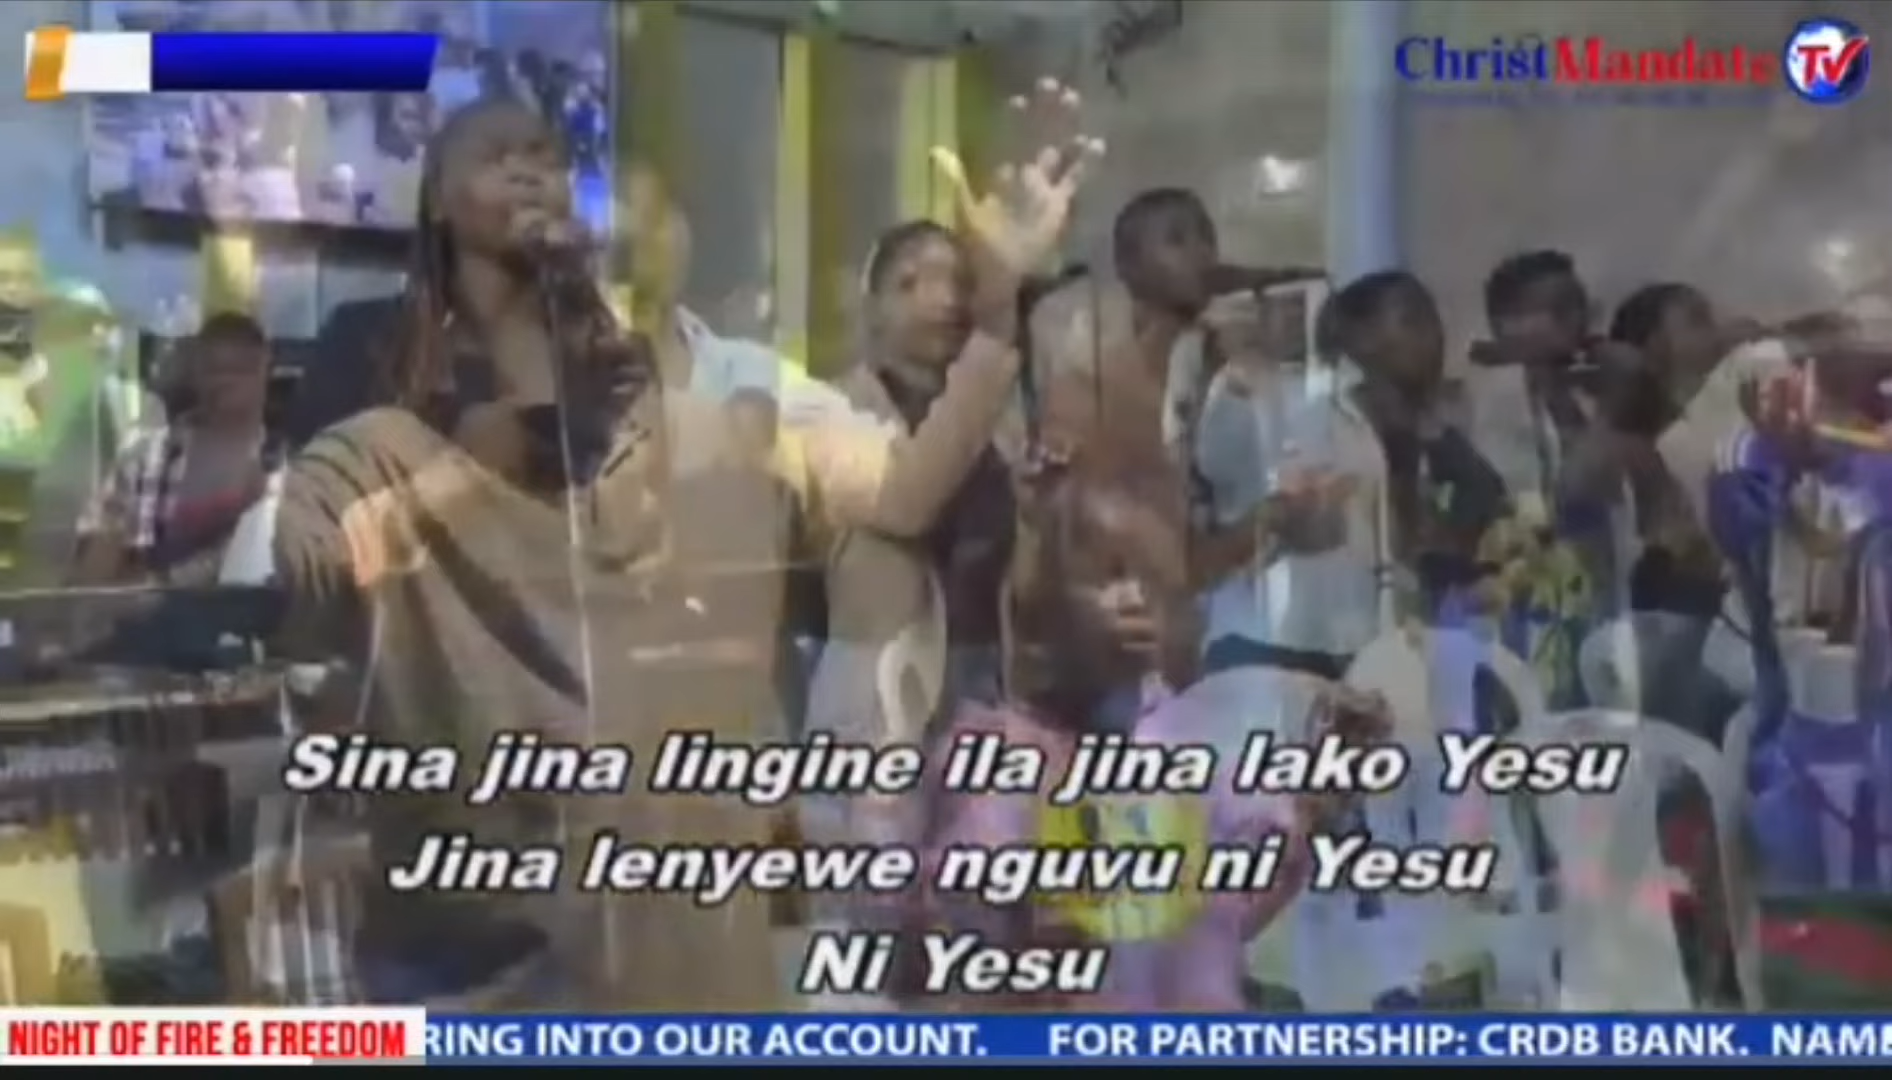 ChristMandate TV
Sina jina lingine ila jina lako Yesu
Jina lenyewe nguvu ni Yesu
Ni Yesu
NIGHT OF FIRE & FREEDOM
RING INTO OUR ACCOUNT. FOR PARTNERSHIP: CRDB BANK. NAM